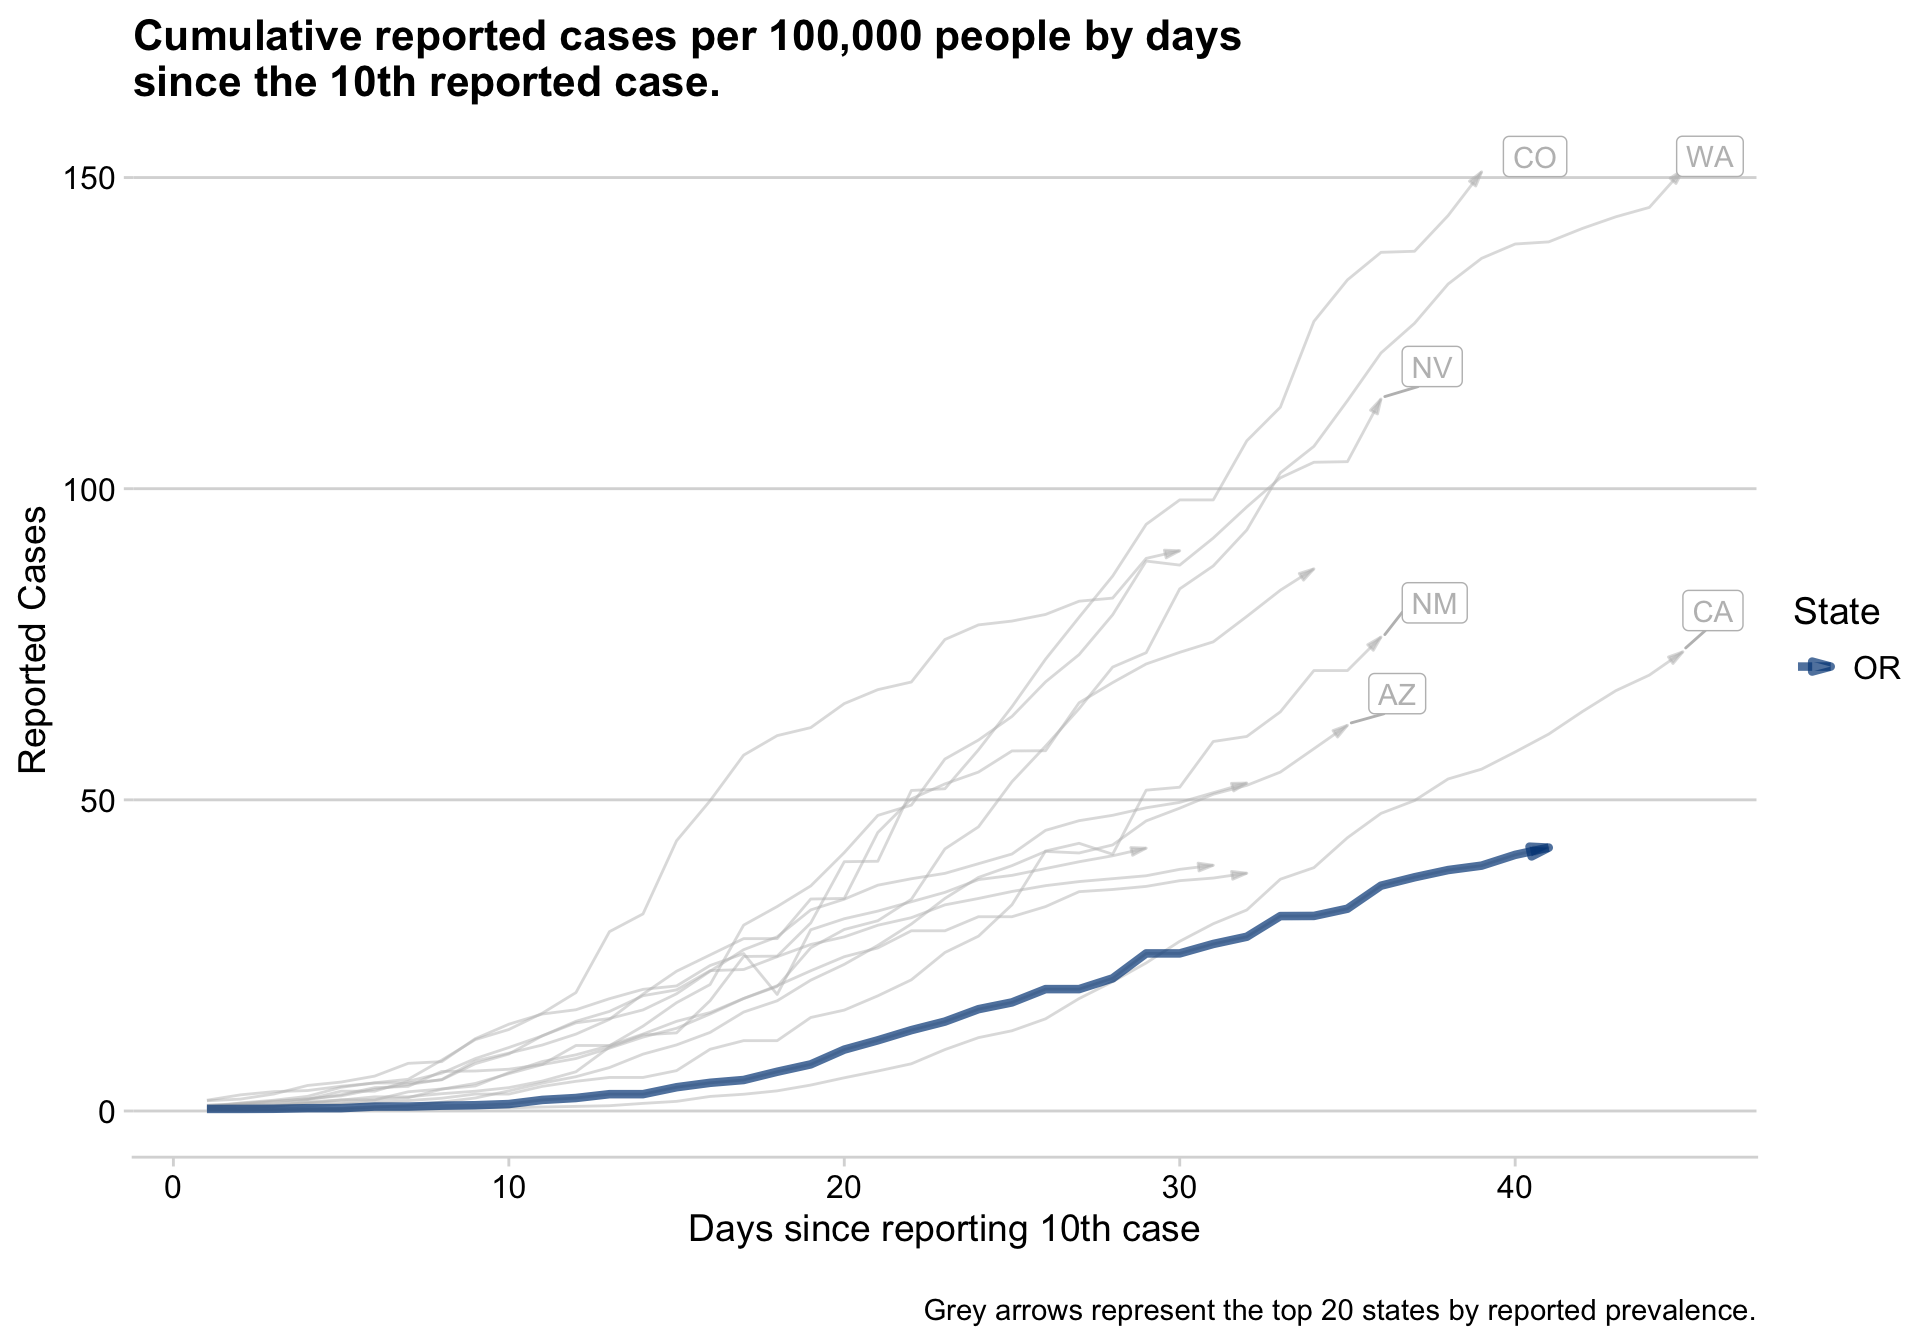 Cumulative reported cases per 100,000 people by days
since the 10th reported case.
150
100
50
0
Reported Cases
CO
WA
NV
NM
CA
AZ
State
OR
0
10
20
30
40
Days since reporting 10th case
Grey arrows represent the top 20 states by reported prevalence.